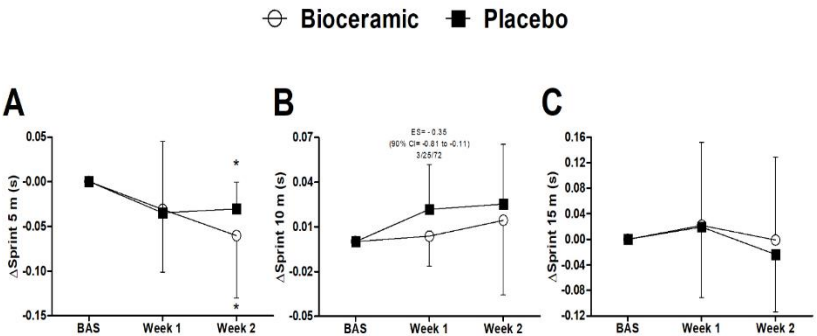 Bioceramic Placebo
A
B
C
ΔSprint 5 m (s)
0.05
-0.00
-0.05
-0.10
-0.15
*
*
BAS Week 1 Week 2
ΔSprint 10 m (s)
0.07
0.04
0.01
-0.02
-0.05
ES= - 0.35
(90% CI= -0.81 to -0.11)
3/25/72
BAS Week 1 Week 2
ΔSprint 15 m (s)
0.16
0.12
0.08
0.04
0.00
-0.04
-0.08
-0.12
BAS Week 1 Week 2